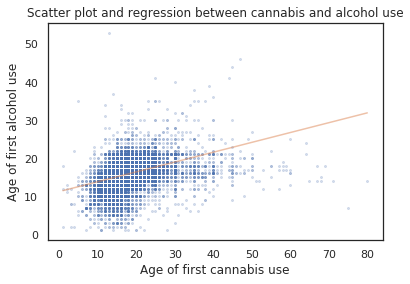 Scatter plot and regression between cannabis and alcohol use
Age of first alcohol use
50
40
30
20
10
0
0 10 20 30 40 50 60 70 80
Age of first cannabis use